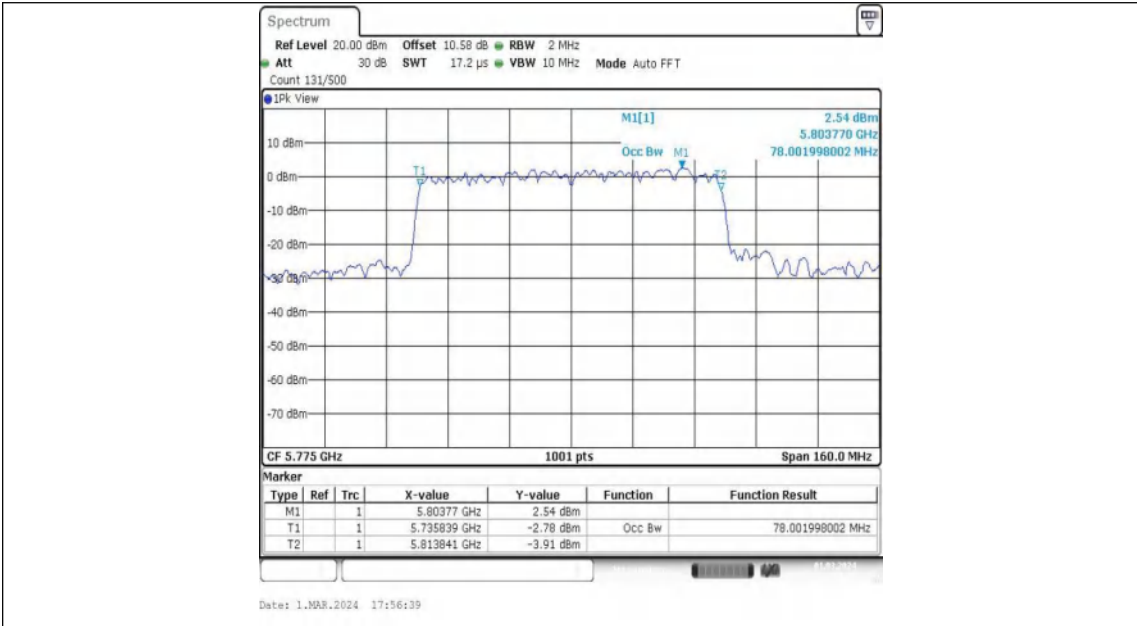 Spectrum
Ref Level 20.00 dBm Offset 10.58 dB RBW 2 MHz
Att 30 dB SWT 17.2 µs VBW 10 MHz Mode Auto FFT
Count 131/500
1Pk View
M1[1] 2.54 dBm
5.803770 GHz
Occ Bw 78.001998002 MHz
M1
10 dBm
T1
T2
0 dBm
-10 dBm
-20 dBm
-30 dBm
-40 dBm
-50 dBm
-60 dBm
-70 dBm
CF 5.775 GHz 1001 pts Span 160.0 MHz
Marker
Type Ref Trc X-value Y-value Function Function Result
M1 1 5.80377 GHz 2.54 dBm
T1 1 5.735839 GHz -2.78 dBm Occ Bw 78.001998002 MHz
T2 1 5.813841 GHz -3.91 dBm
Date: 1.MAR.2024 17:56:39